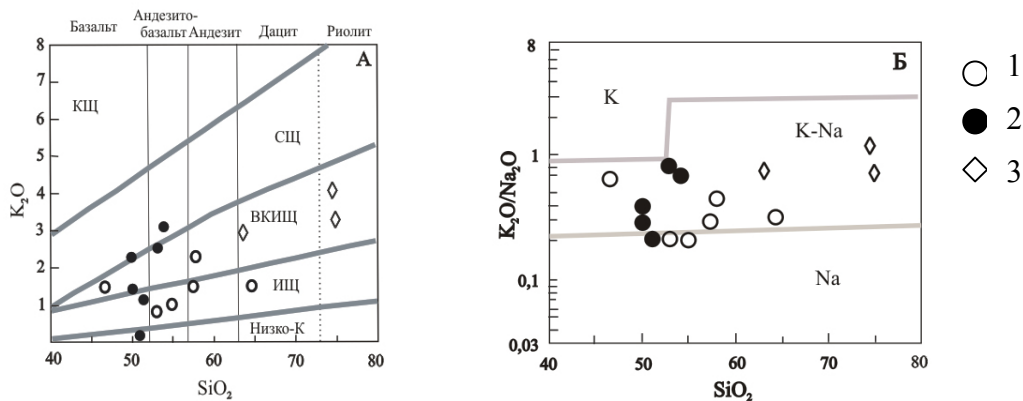 Базальт
Андезито-
базальт
Андезит
Дацит
Риолит
8
7
6
5
4
3
2
1
K₂O
А
КЩ
СЩ
ВКИЩ
ИЩ
Низко-К
40
50
60
70
80
SiO₂
8
1
0,1
0,03
K₂O/Na₂O
Б
K
K-Na
Na
40
50
60
70
80
SiO₂
1
2
3